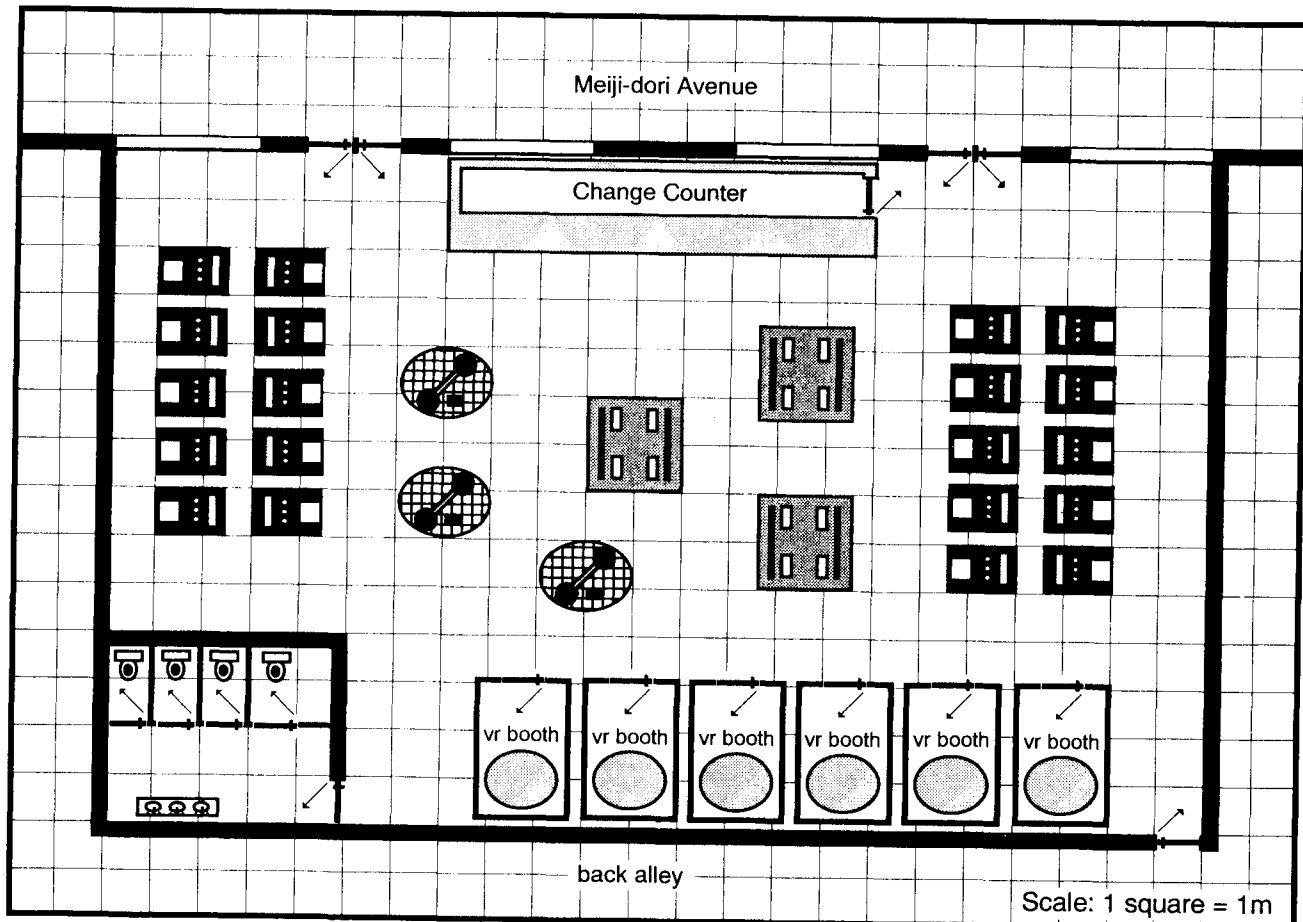 Meiji-dori Avenue
Change Counter
vr booth
vr booth
vr booth
vr booth
vr booth
vr booth
back alley
Scale: 1 square = 1m